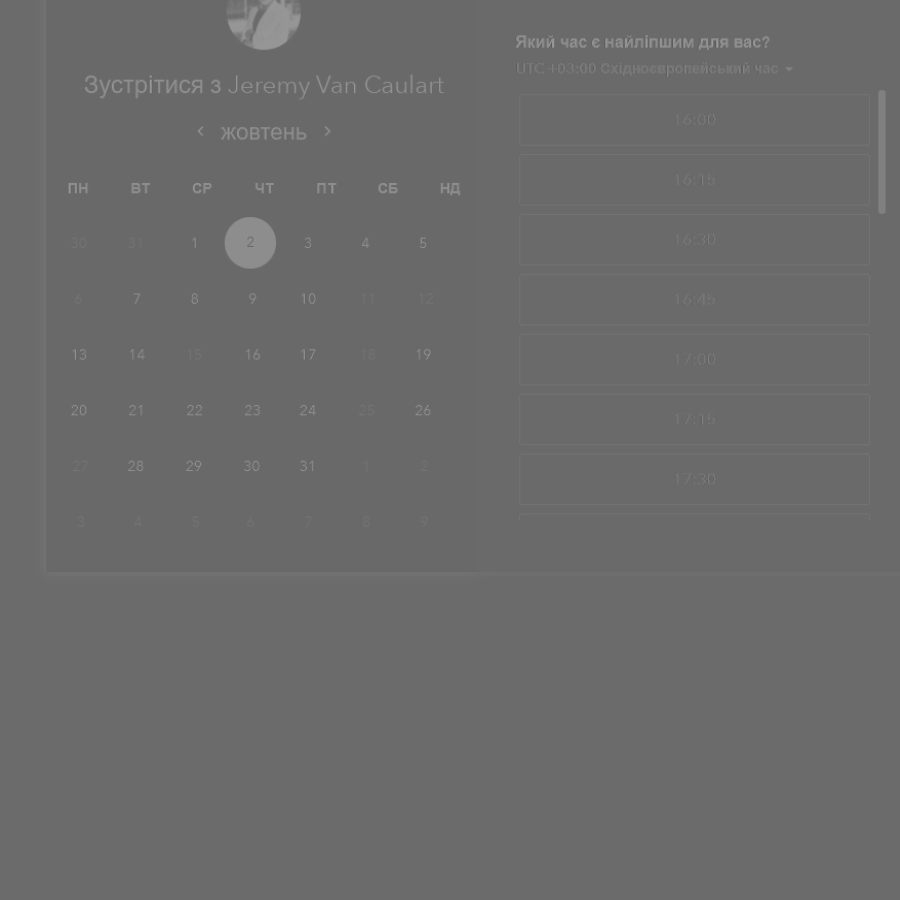 Зустрітися з Jeremy Van Caulart
жовтень
ПН ВТ СР ЧТ ПТ СБ НД
30 31 1 2 3 4 5
6 7 8 9 10 11 12
13 14 15 16 17 18 19
20 21 22 23 24 25 26
27 28 29 30 31 1 2
3 4 5 6 7 8 9
Який час є найліпшим для вас?
UTC +03:00 Східноєвропейський час
16:00
16:15
16:30
16:45
17:00
17:15
17:30